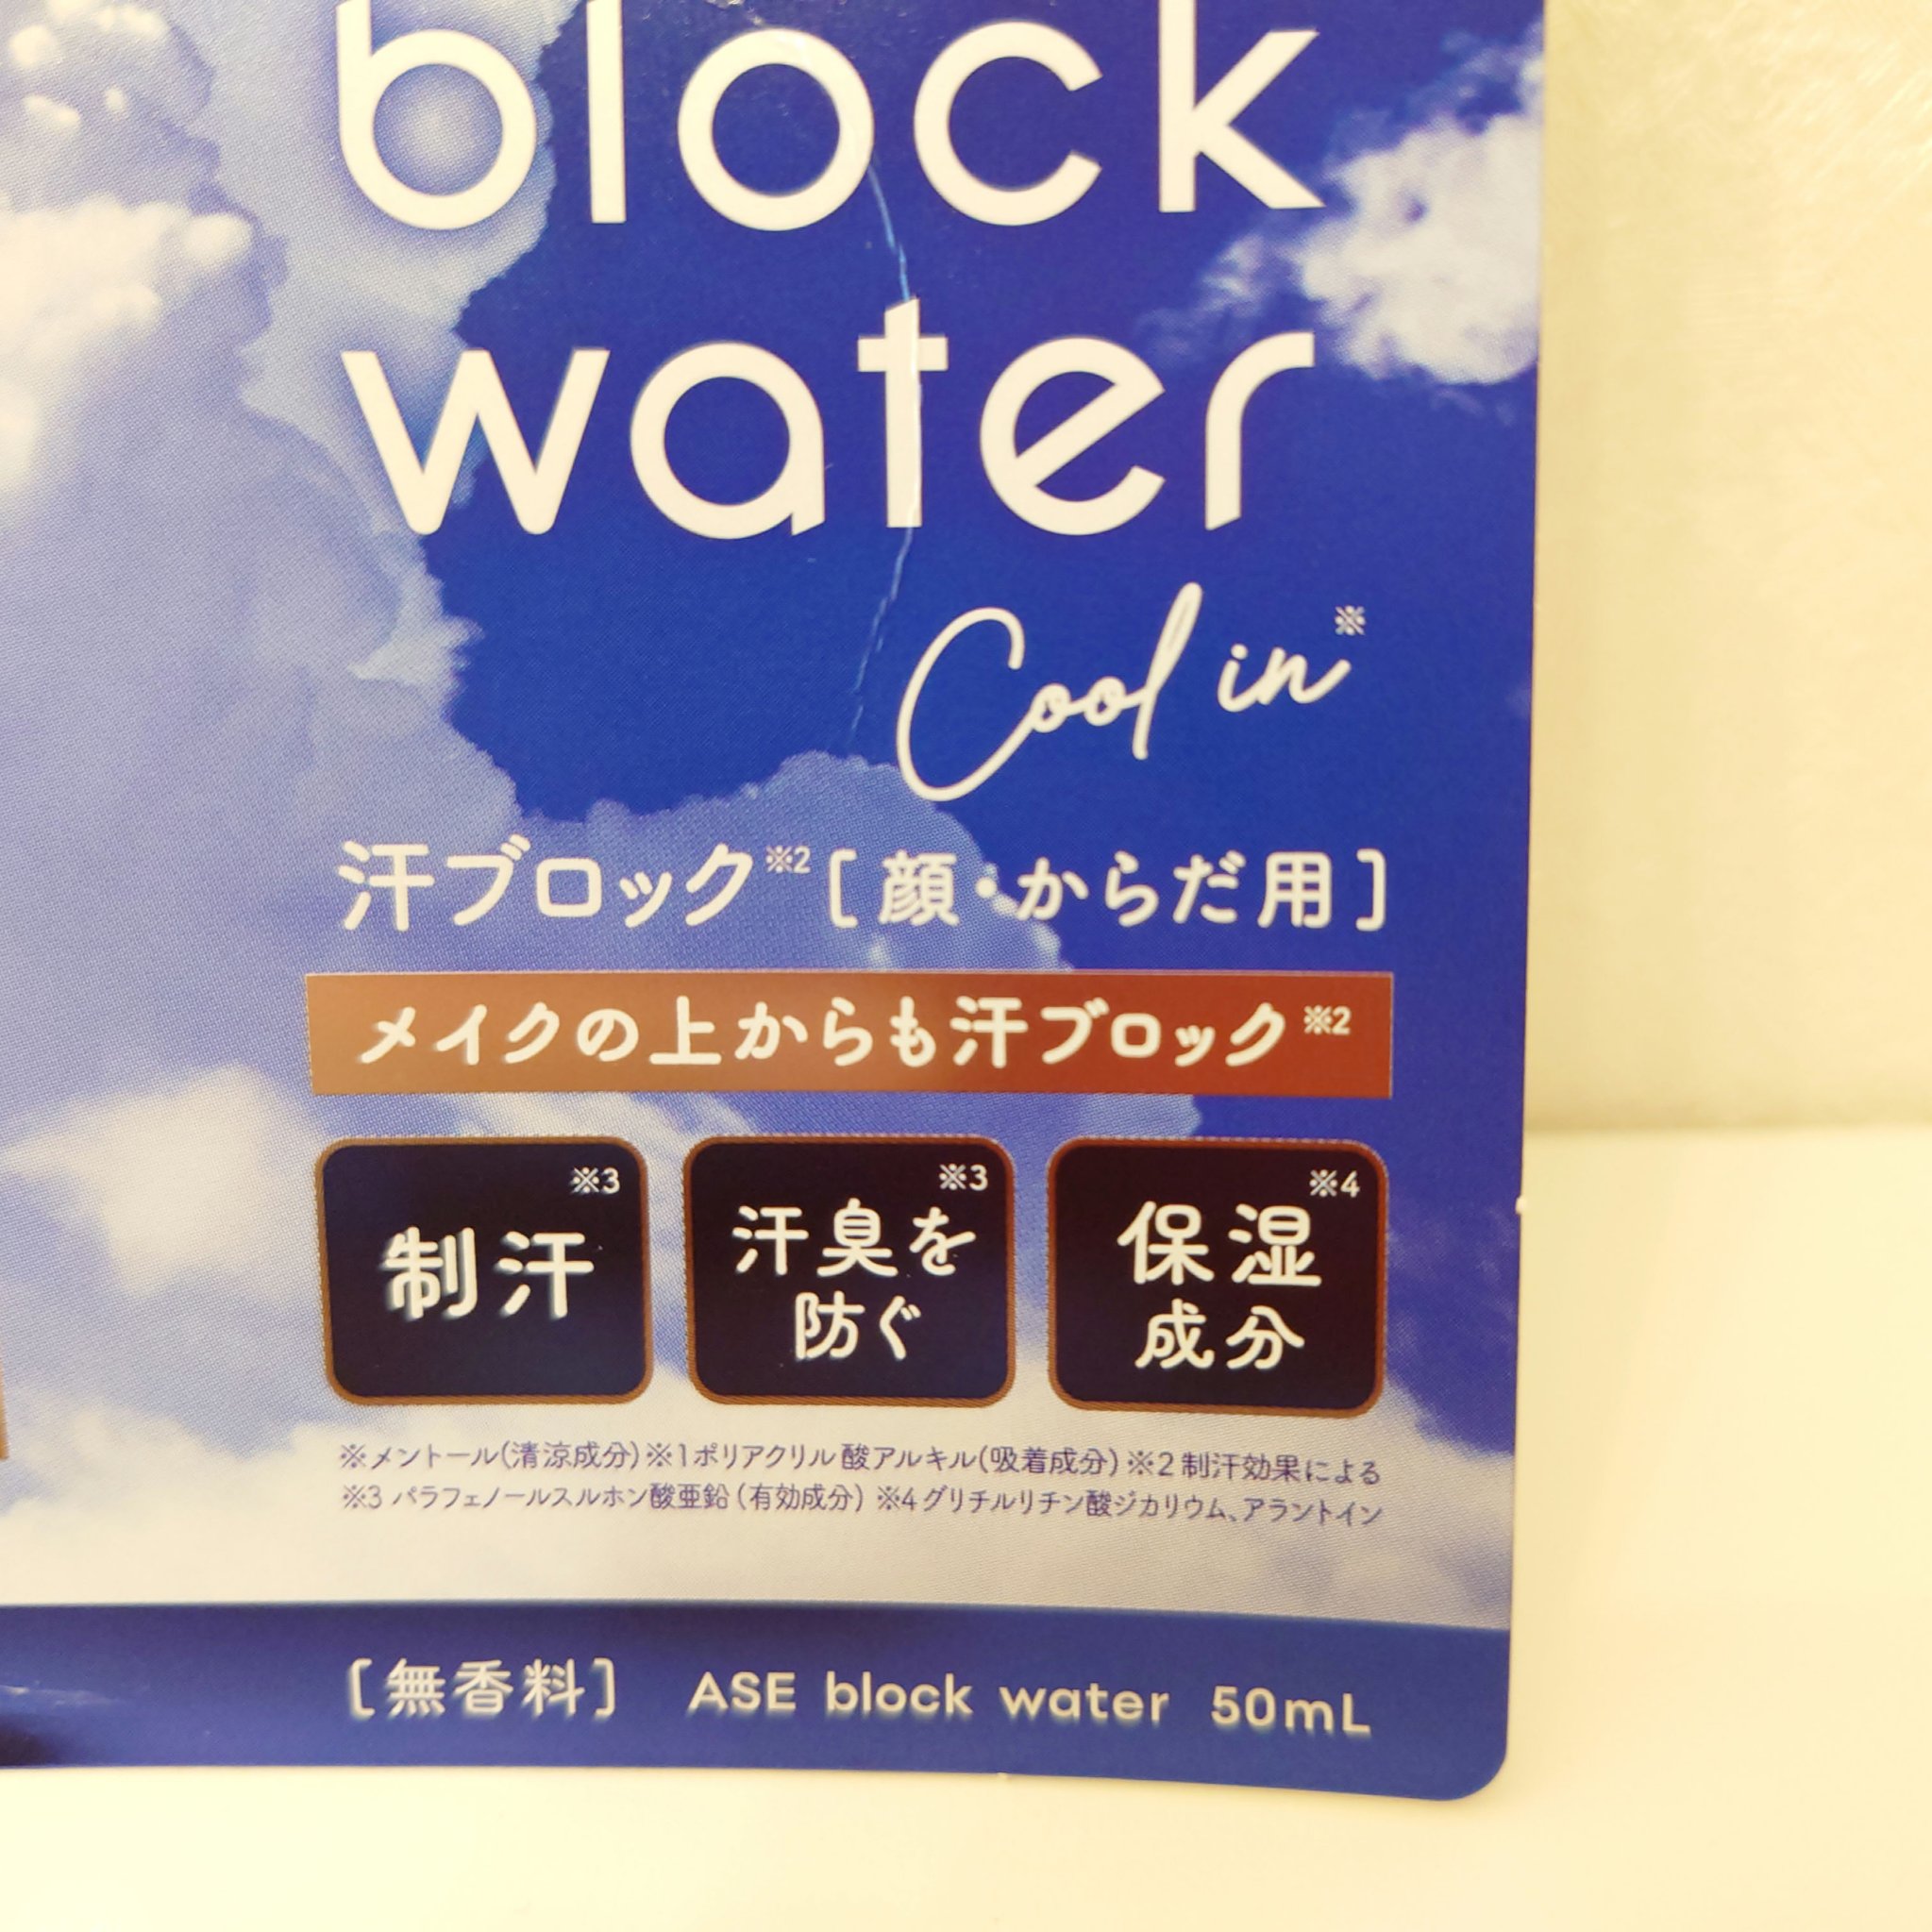 block
water
Cool in※
汗ブロック※2[顔・からだ用]
メイクの上からも汗ブロック※2
※3
制汗
※3
汗臭を
防ぐ
※4
保湿
成分
※メントール(清涼成分)※1ポリアクリル酸アルキル(吸着成分)※2制汗効果による
※3 パラフェノールスルホン酸亜鉛(有効成分) ※4グリチルリチン酸ジカリウム、アラントイン
[無香料] ASE block water 50mL